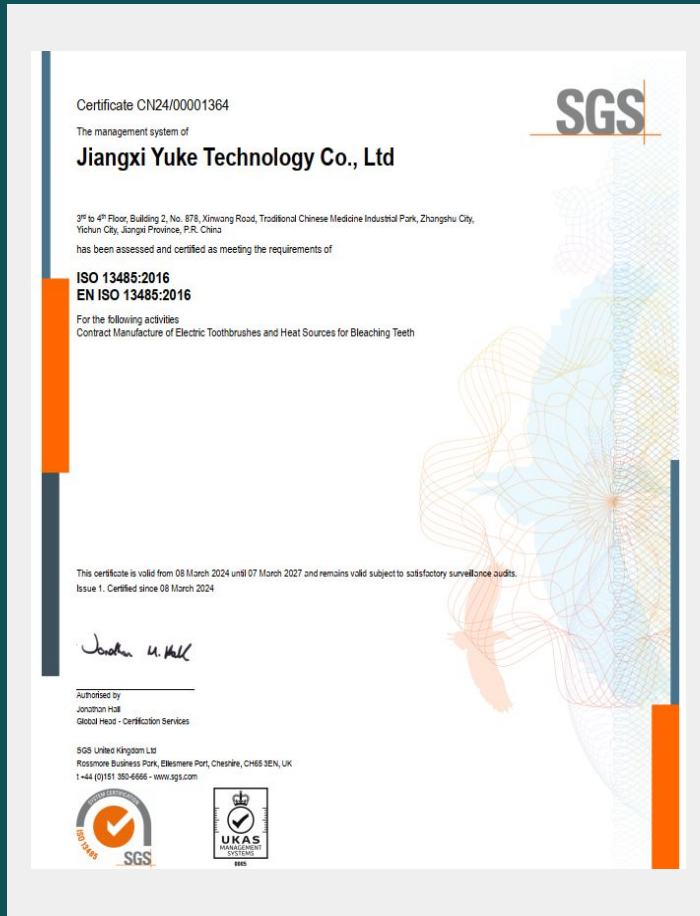 Certificate CN24/00001364
SGS
The management system of
Jiangxi Yuke Technology Co., Ltd
3rd to 4th Floor, Building 2, No. 878, Xinwang Road, Traditional Chinese Medicine Industrial Park, Zhangshu City,
Yichun City, Jiangxi Province, P.R. China
has been assessed and certified as meeting the requirements of
ISO 13485:2016
EN ISO 13485:2016
For the following activities
Contract Manufacture of Electric Toothbrushes and Heat Sources for Bleaching Teeth
This certificate is valid from 08 March 2024 until 07 March 2027 and remains valid subject to satisfactory surveillance audits.
Issue 1. Certified since 08 March 2024
Jonathan M. Hall
Authorised by
Jonathan Hall
Global Head - Certification Services
SGS United Kingdom Ltd
Rossmore Business Park, Ellesmere Port, Cheshire, CH65 3EN, UK
t +44 (0)151 350-6666 - www.sgs.com
SYSTEM CERTIFICATION
ISO 13485
SGS
UKAS
MANAGEMENT
SYSTEMS
0005